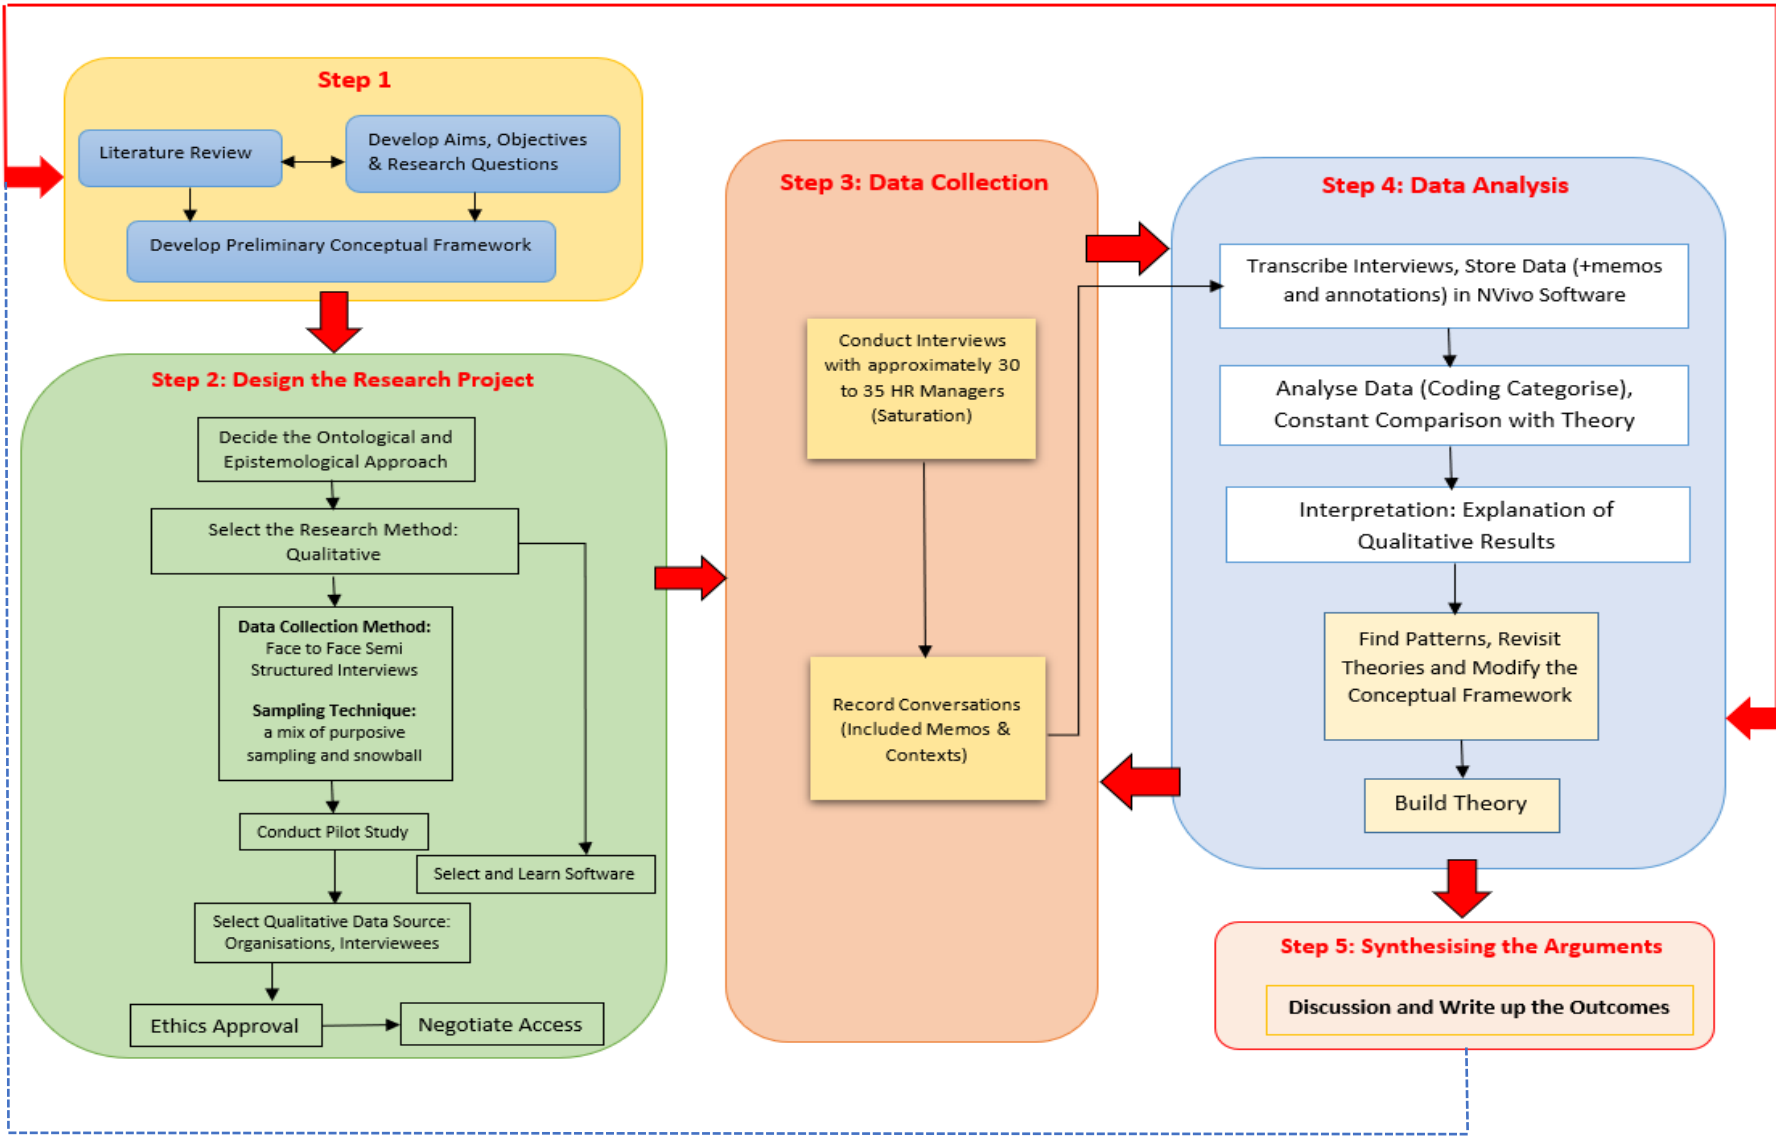 Step 1
Literature Review
Develop Aims, Objectives
& Research Questions
Develop Preliminary Conceptual Framework
Step 2: Design the Research Project
Decide the Ontological and
Epistemological Approach
Select the Research Method:
Qualitative
Data Collection Method:
Face to Face Semi
Structured Interviews
Sampling Technique:
a mix of purposive
sampling and snowball
Conduct Pilot Study
Select and Learn Software
Select Qualitative Data Source:
Organisations, Interviewees
Ethics Approval
Negotiate Access
Step 3: Data Collection
Conduct Interviews
with approximately 30
to 35 HR Managers
(Saturation)
Record Conversations
(Included Memos &
Contexts)
Step 4: Data Analysis
Transcribe Interviews, Store Data (+memos
and annotations) in NVivo Software
Analyse Data (Coding Categorise),
Constant Comparison with Theory
Interpretation: Explanation of
Qualitative Results
Find Patterns, Revisit
Theories and Modify the
Conceptual Framework
Build Theory
Step 5: Synthesising the Arguments
Discussion and Write up the Outcomes